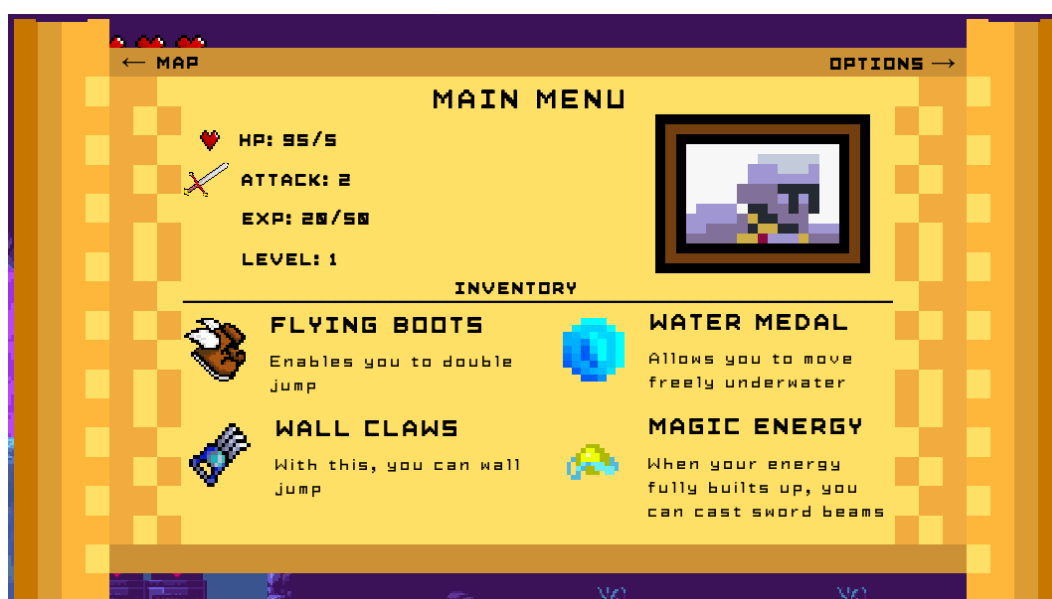 ← MAP
OPTIONS →
MAIN MENU
HP: 95/5
ATTACK: 2
EXP: 20/50
LEVEL: 1
INVENTORY
FLYING BOOTS
Enables you to double
jump
WATER MEDAL
Allows you to move
freely underwater
WALL CLAWS
With this, you can wall
jump
MAGIC ENERGY
When your energy
fully builts up, you
can cast sword beams